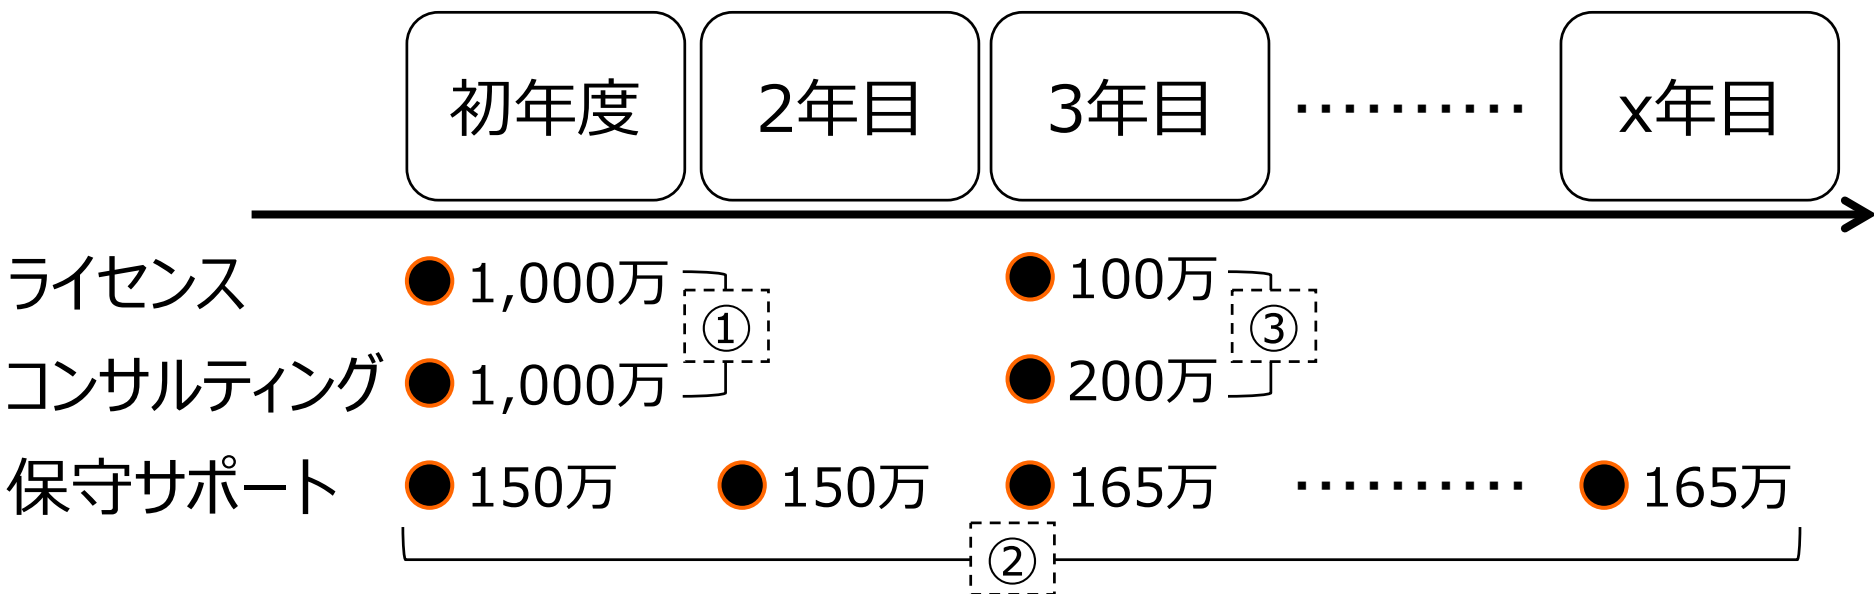 初年度 2年目 3年目 ・・・・・・・・・・ x年目
ライセンス 1,000万 100万
① ③
コンサルティング 1,000万 200万
保守サポート 150万 150万 165万 ・・・・・・・・・・ 165万
②